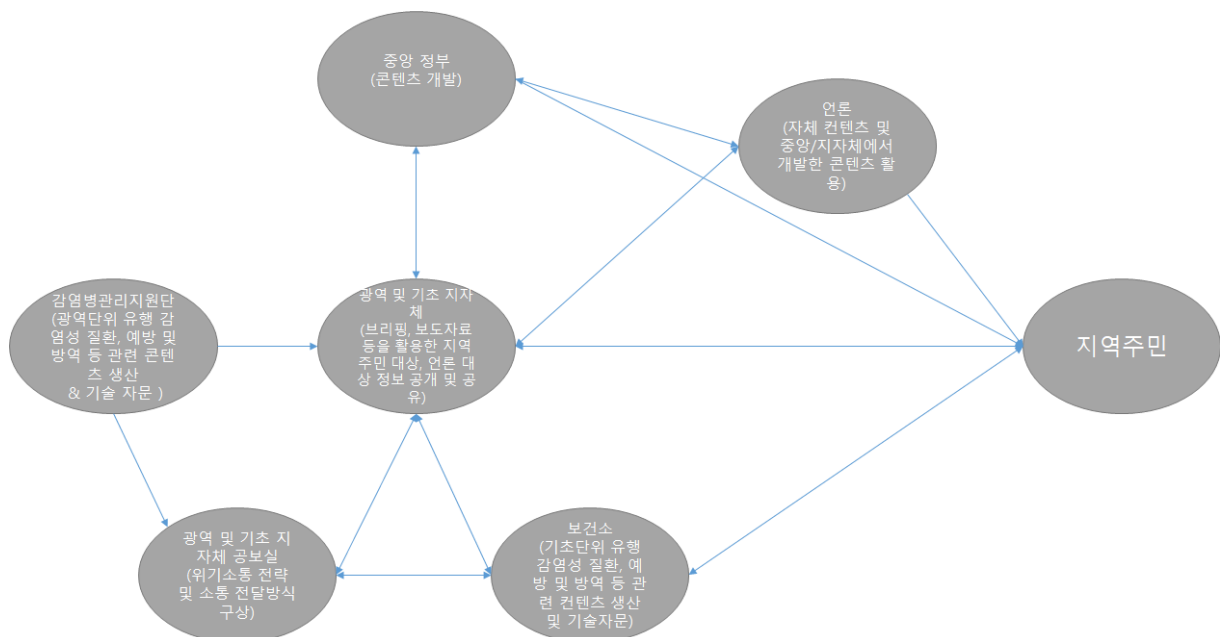 중앙 정부
(콘텐츠 개발)
언론
(자체 컨텐츠 및
중앙/지자체에서
개발한 콘텐츠 활
용)
감염병관리지원단
(광역단위 유행 감
염성 질환, 예방 및
방역 등 관련 콘텐
츠 생산
& 기술 자문 )
광역 및 기초 지자
체
(브리핑, 보도자료
등을 활용한 지역
주민 대상, 언론 대
상 정보 공개 및 공
유)
지역주민
광역 및 기초 지
자체 공보실
(위기소통 전략
및 소통 전달방식
구상)
보건소
(기초단위 유행
감염성 질환, 예
방 및 방역 등 관
련 컨텐츠 생산
및 기술자문)